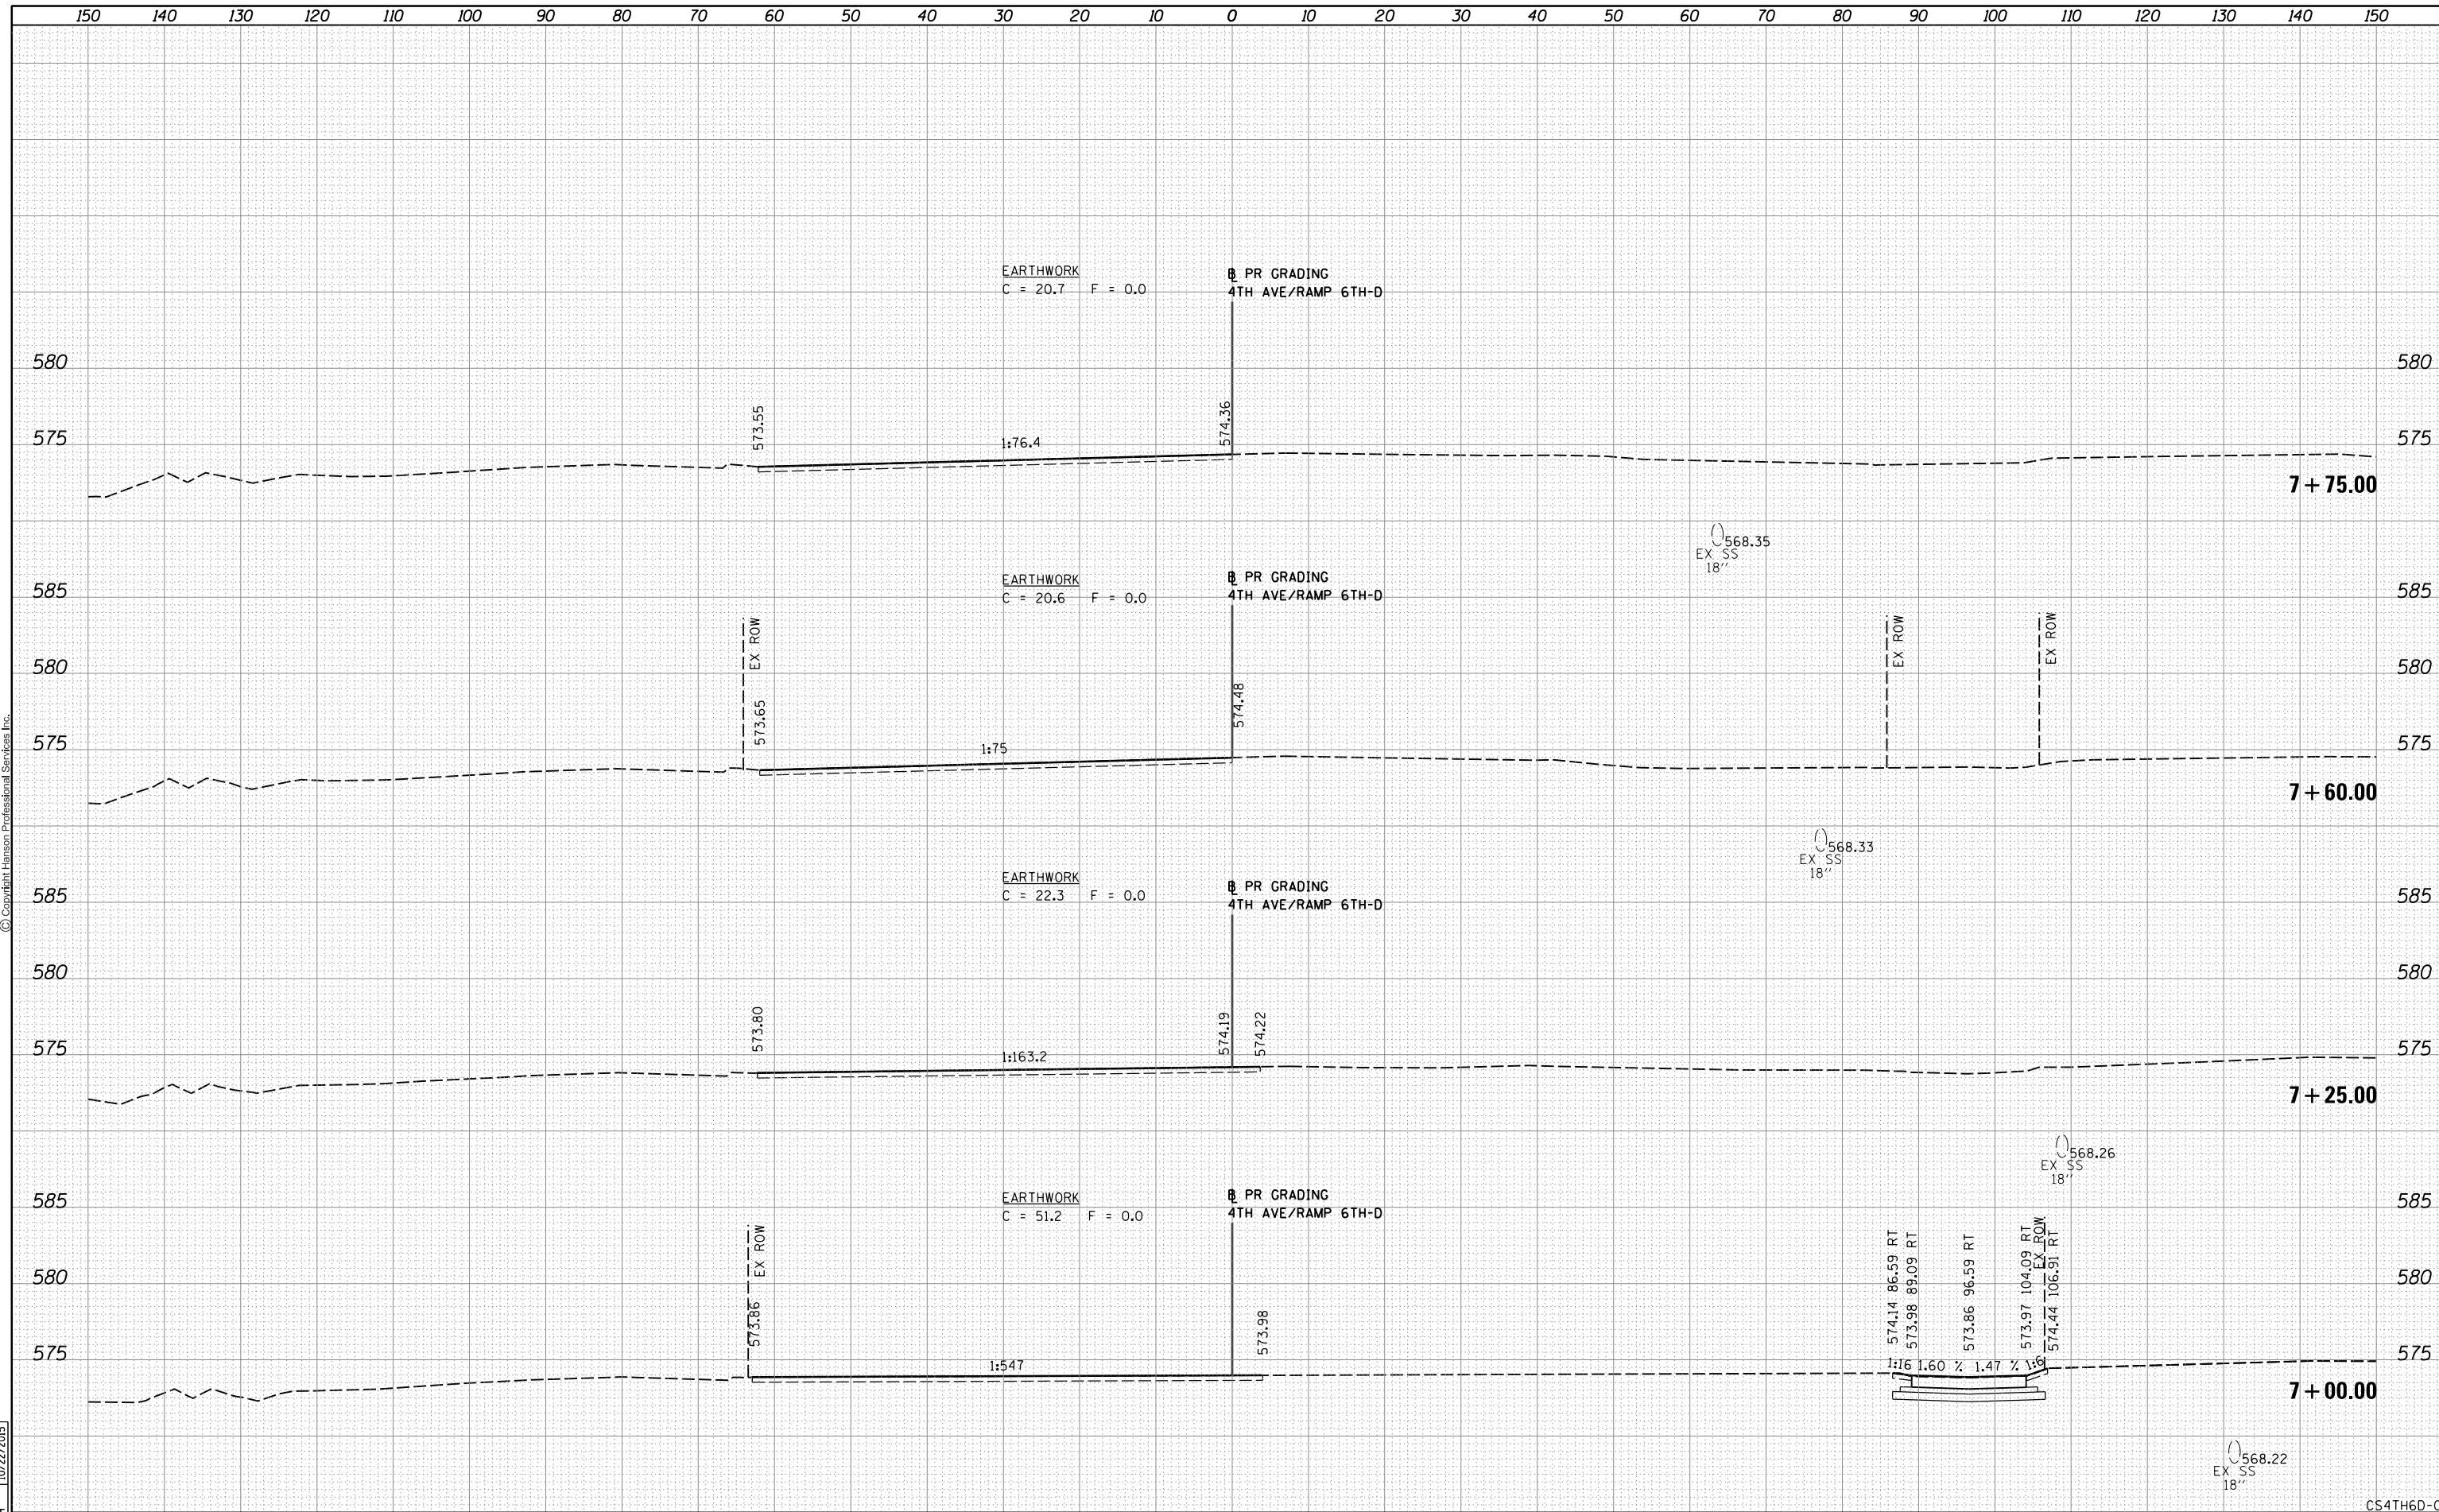 150 140 130 120 110 100 90 80 70 60 50 40 30 20 10 0 10 20 30 40 50 60 70 80 90 100 110 120 130 140 150
EARTHWORK
C = 20.7 F = 0.0
℄ PR GRADING
4TH AVE/RAMP 6TH-D
580 580
573.55
574.36
575 575
1:76.4
7+75.00
568.35
EX SS
18''
EARTHWORK
C = 20.6 F = 0.0
PR GRADING
4TH AVE/RAMP 6TH-D
585 585
EX ROW
EX ROW
EX ROW
580 580
573.65
574.48
575 575
1:75
7+60.00
568.33
EX SS
18''
EARTHWORK
C = 22.3 F = 0.0
PR GRADING
4TH AVE/RAMP 6TH-D
585 585
580 580
573.80
574.19
574.22
575 575
1:163.2
7+25.00
568.26
EX SS
18''
EARTHWORK
C = 51.2 F = 0.0
PR GRADING
4TH AVE/RAMP 6TH-D
585 585
EX ROW
574.14 86.59 RT
573.98 89.09 RT
573.86 96.59 RT
573.97 104.09 RT
EX ROW
574.44 106.91 RT
580 580
573.86
573.98
575 575
1:547
1:16 1.60 % 1.47 % 1:6
7+00.00
568.22
EX SS
18''
© Copyright Hanson Professional Services Inc.
10/22/2015